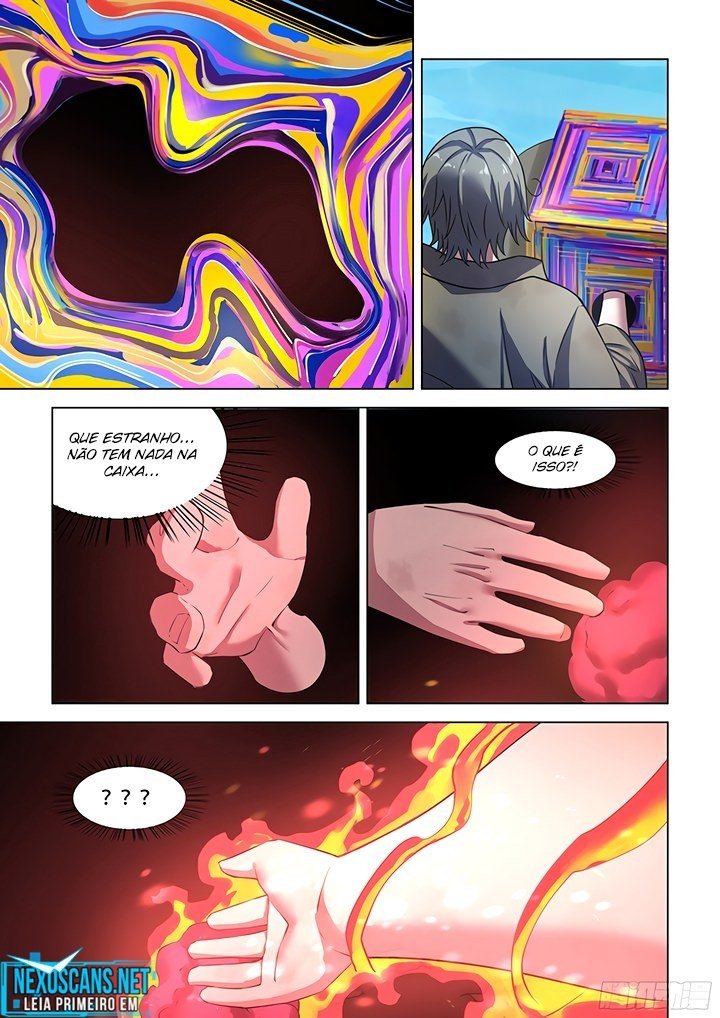 QUE ESTRANHO...
NÃO TEM NADA NA
CAIXA...
O QUE É
ISSO?!
? ? ?
NEXOSCANS.NET
LEIA PRIMEIRO EM